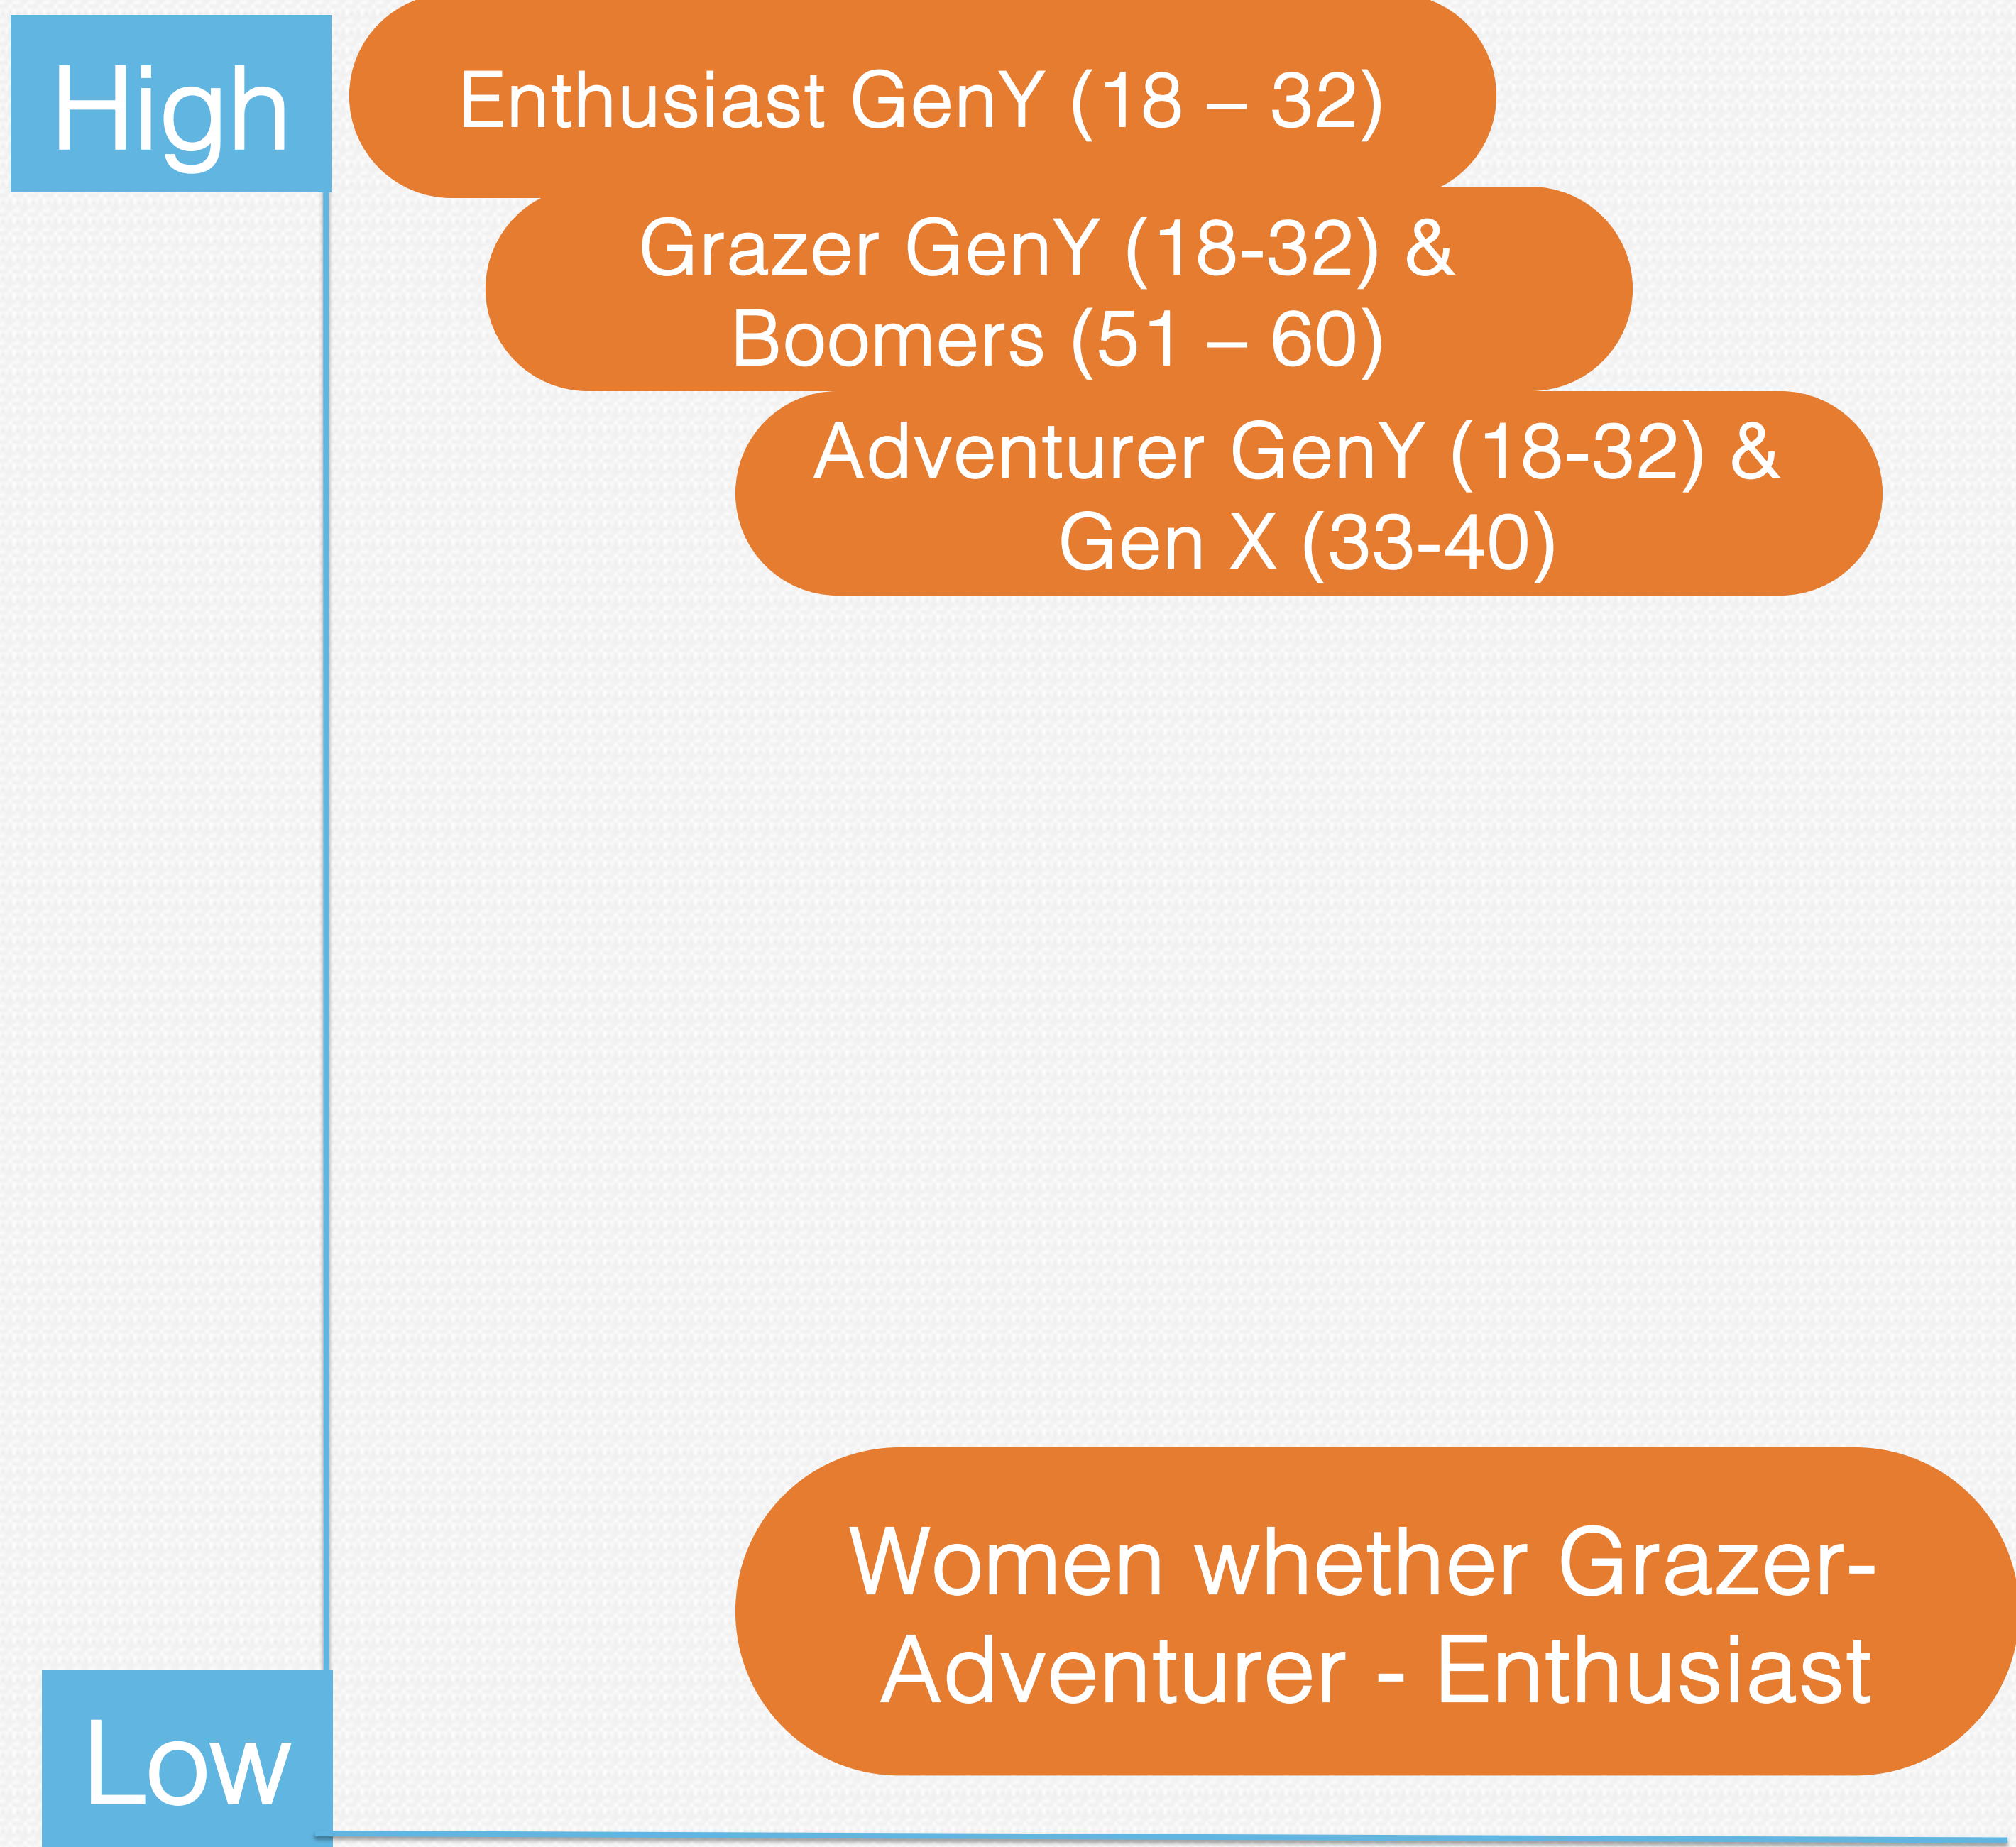 High
Enthusiast GenY (18 – 32)
Grazer GenY (18-32) &
Boomers (51 – 60)
Adventurer GenY (18-32) &
Gen X (33-40)
Women whether Grazer-
Adventurer - Enthusiast
Low